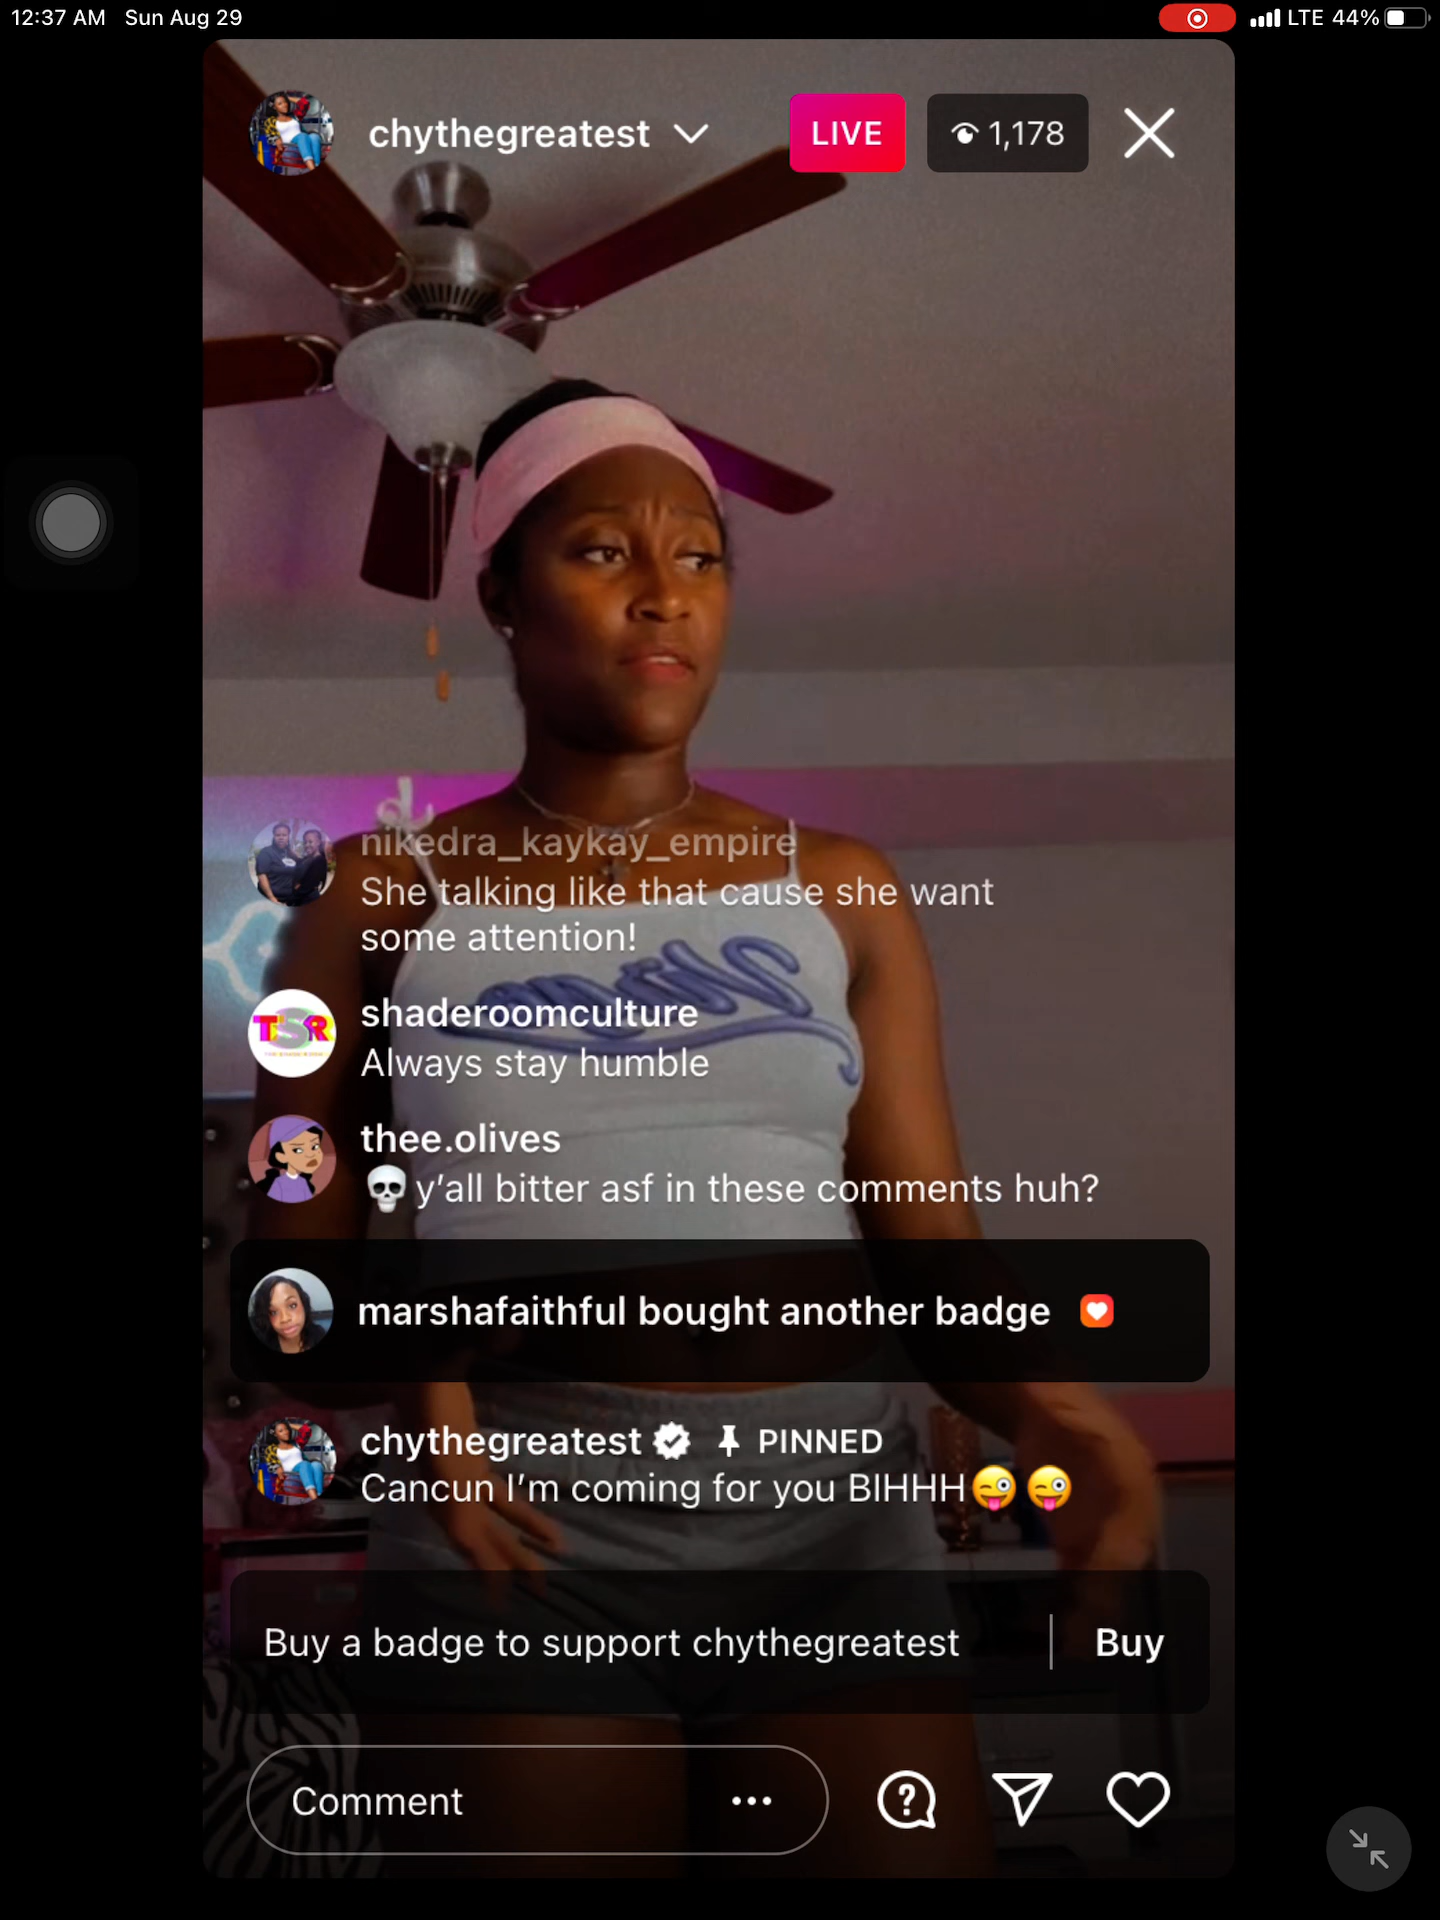 12:37 AM Sun Aug 29
LTE 44%
chythegreatest
LIVE
1,178
nikedra_kaykay_empire
She talking like that cause she want
some attention!
shaderoomculture
TSR
Always stay humble
thee.olives
💀y’all bitter asf in these comments huh?
marshafaithful bought another badge
chythegreatest PINNED
Cancun I’m coming for you BIHHH😜😜
Buy a badge to support chythegreatest | Buy
Comment ...